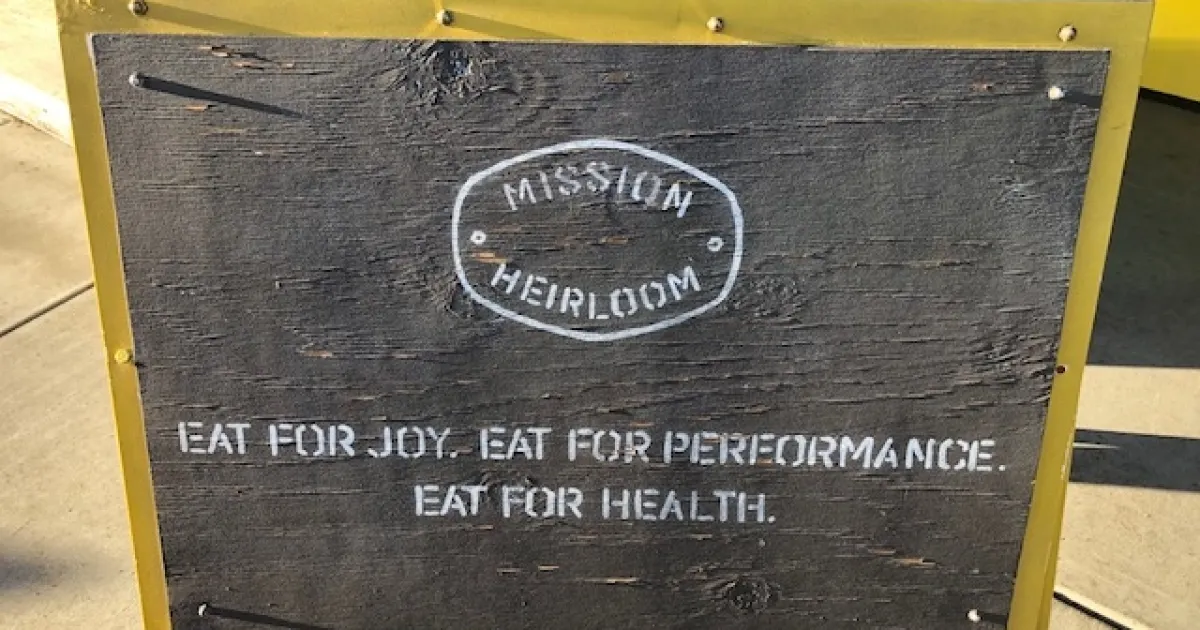 MISSION
HEIRLOOM
EAT FOR JOY. EAT FOR PERFORMANCE.
EAT FOR HEALTH.